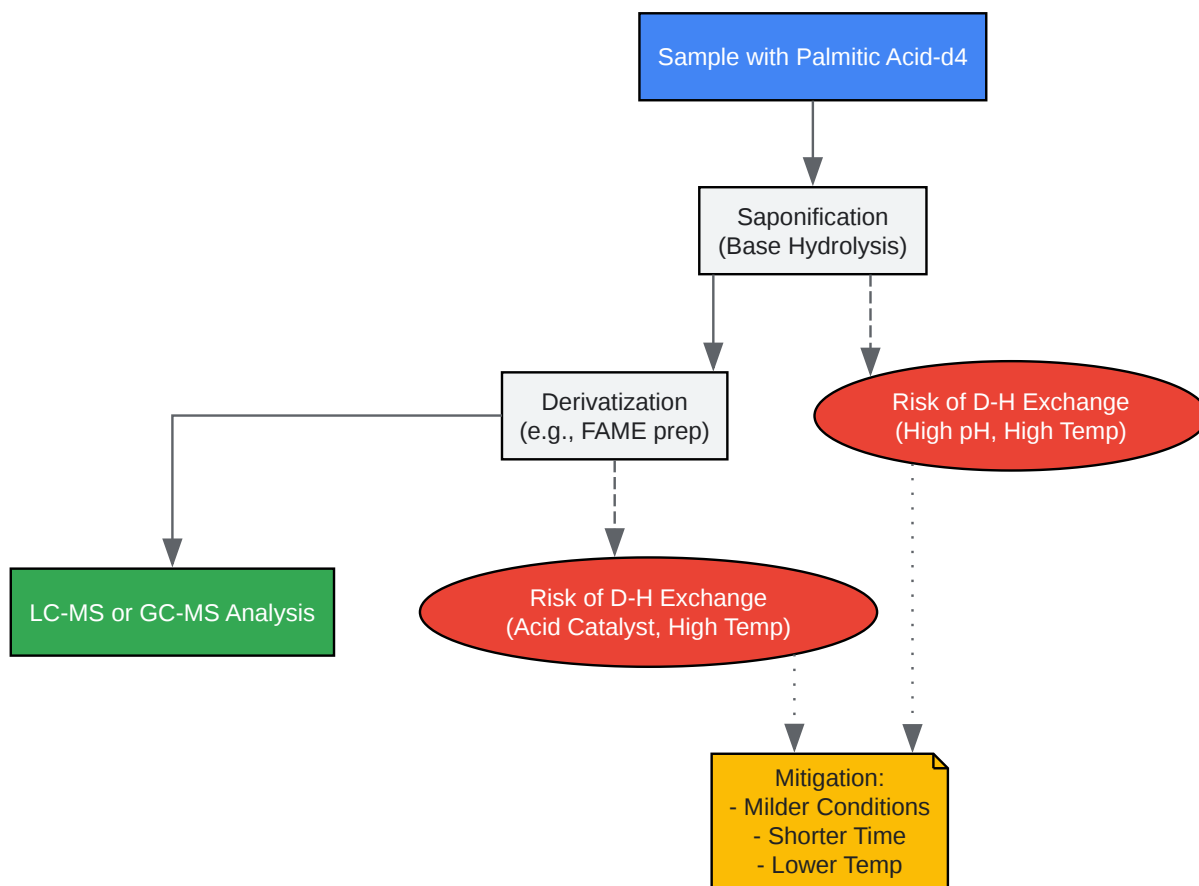 Sample with Palmitic Acid-d4
Saponification
(Base Hydrolysis)
Derivatization
(e.g., FAME prep)
Risk of D-H Exchange
(High pH, High Temp)
LC-MS or GC-MS Analysis
Risk of D-H Exchange
(Acid Catalyst, High Temp)
Mitigation:
- Milder Conditions
- Shorter Time
- Lower Temp